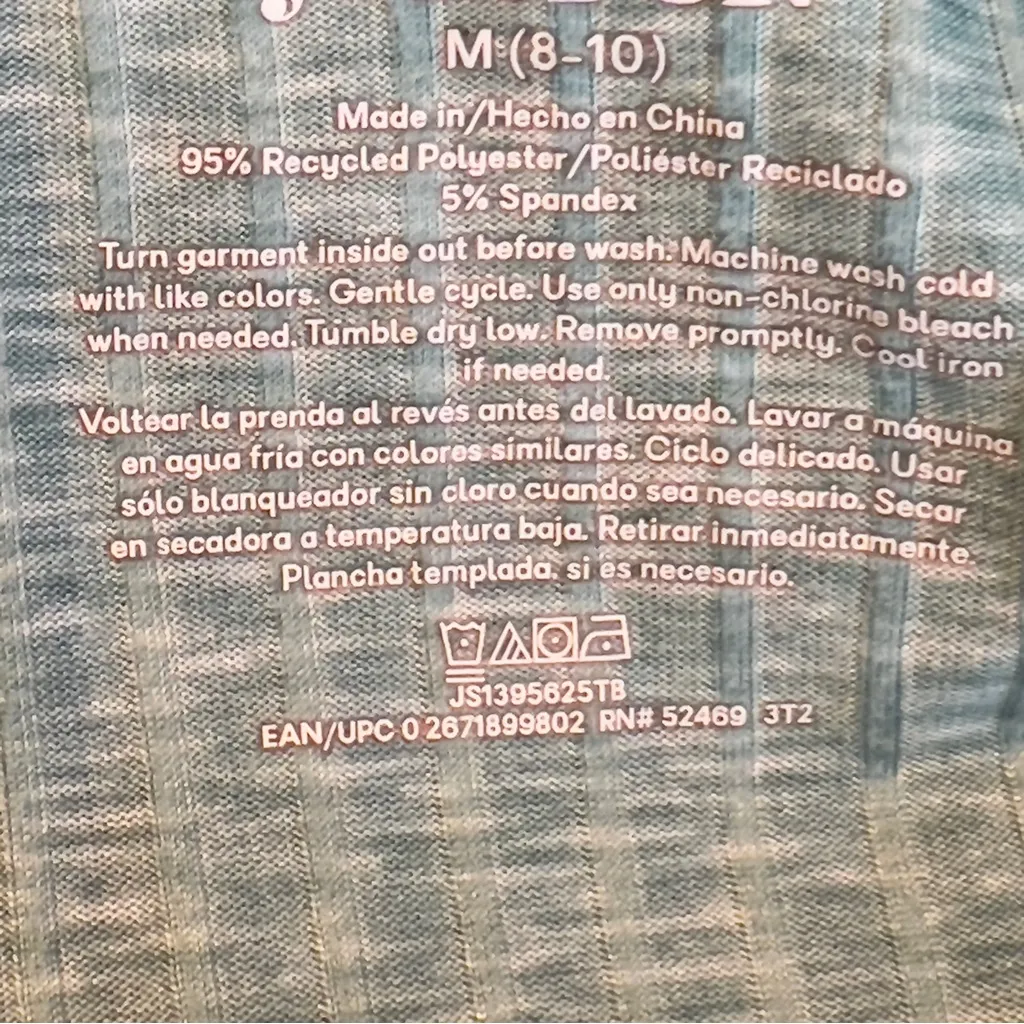 M (8-10)
Made in/Hecho en China
95% Recycled Polyester/Poliéster Reciclado
5% Spandex
Turn garment inside out before wash. Machine wash cold
with like colors. Gentle cycle. Use only non-chlorine bleach
when needed. Tumble dry low. Remove promptly. Cool iron
if needed.
Voltear la prenda al revés antes del lavado. Lavar a máquina
en agua fría con colores similares. Ciclo delicado. Usar
sólo blanqueador sin cloro cuando sea necesario. Secar
en secadora a temperatura baja. Retirar inmediatamente.
Plancha templada, si es necesario.
JS1395625TB
EAN/UPC 0 2671899802 RN# 52469 3T2